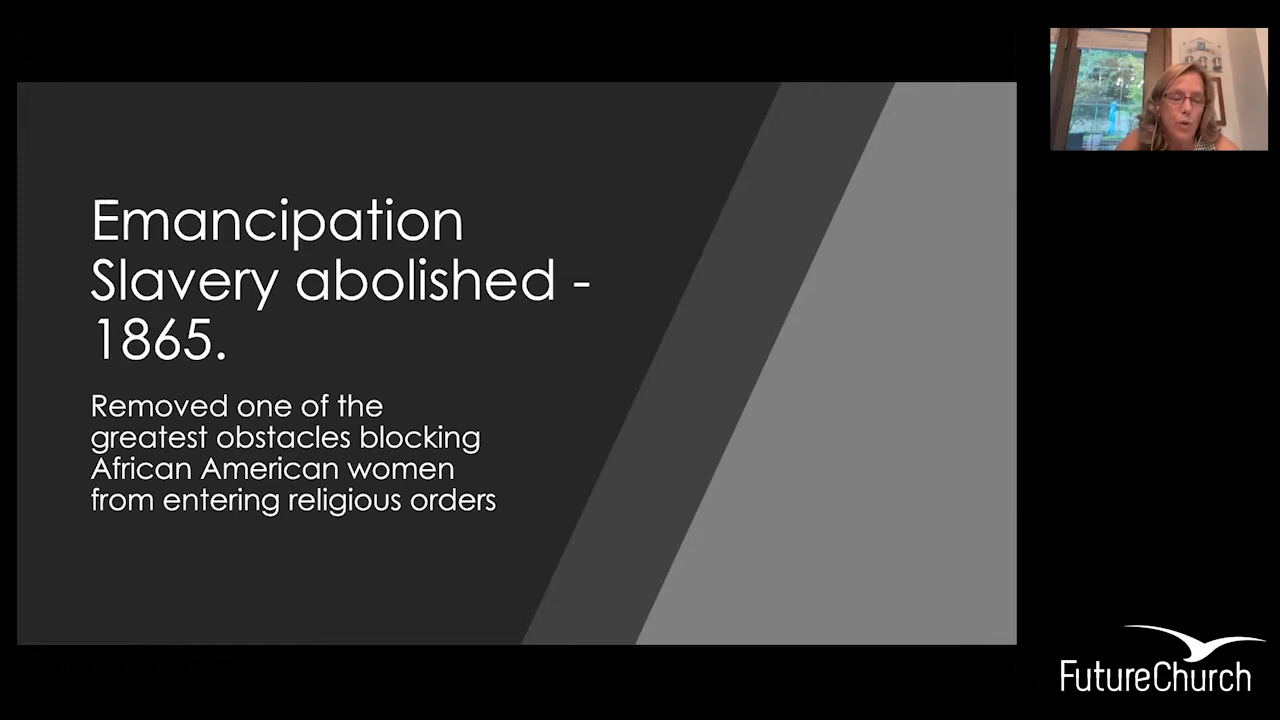 Emancipation
Slavery abolished -
1865.
Removed one of the
greatest obstacles blocking
African American women
from entering religious orders
FutureChurch